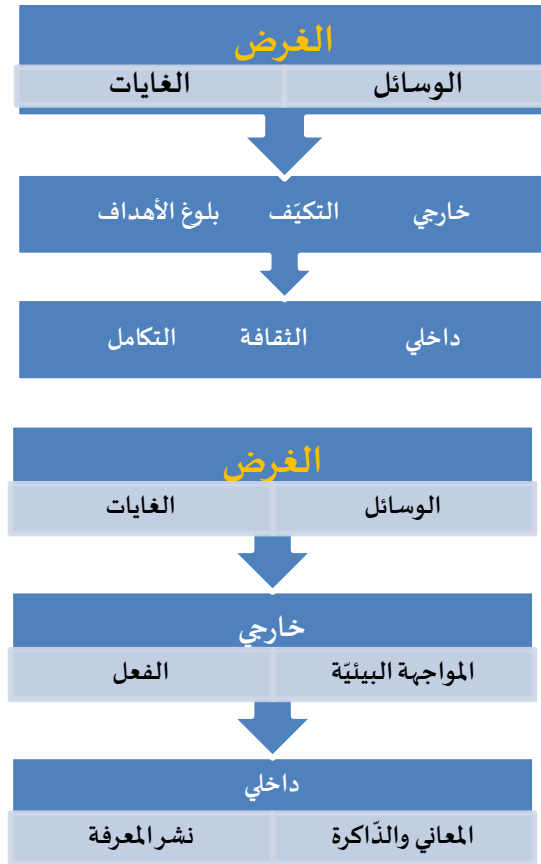 الغرض
الوسائل الغايات
خارجي التكيّف بلوغ الأهداف
داخلي الثقافة التكامل
الغرض
الوسائل الغايات
خارجي
المواجهة البيئيّة الفعل
داخلي
المعاني والذّاكرة نشر المعرفة